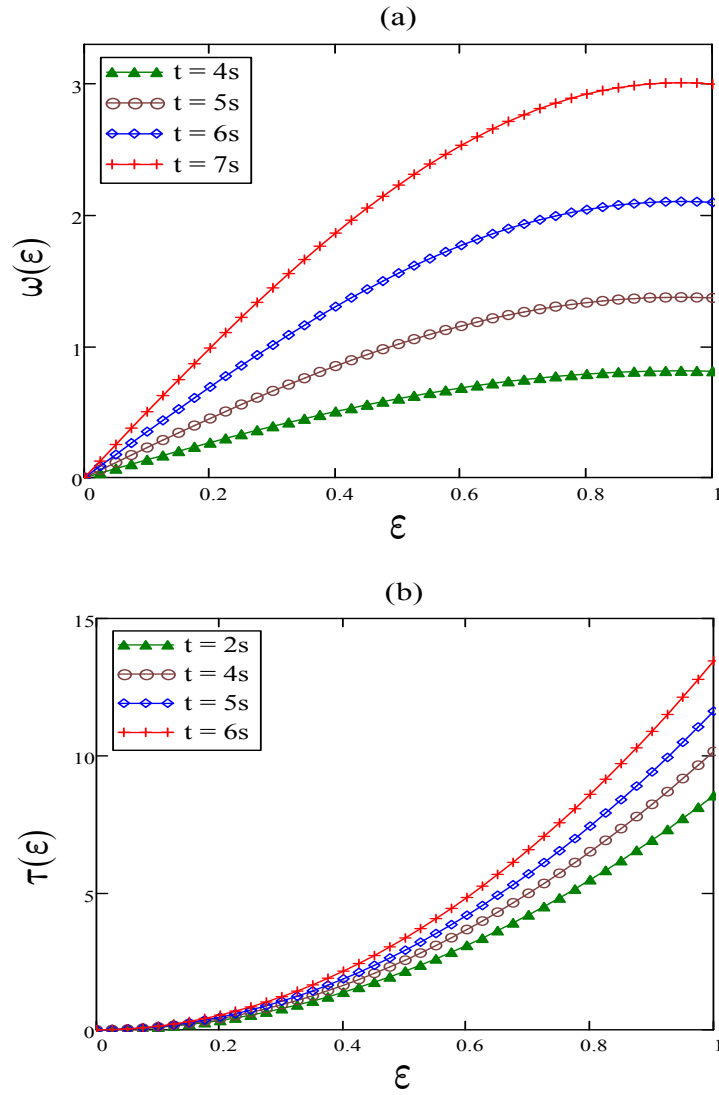 (a)
t = 4s
t = 5s
t = 6s
t = 7s
3
2
1
0
0 0.2 0.4 0.6 0.8 1
ω(ε)
ε
(b)
t = 2s
t = 4s
t = 5s
t = 6s
15
10
5
0
0 0.2 0.4 0.6 0.8 1
τ(ε)
ε